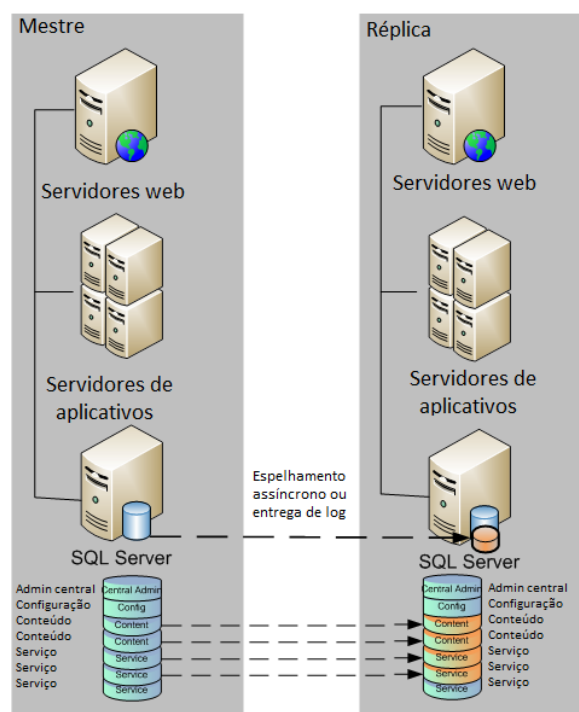 Mestre
Servidores web
Servidores de
aplicativos
SQL Server
Admin central
Configuração
Conteúdo
Conteúdo
Serviço
Serviço
Serviço
Central Admin
Config
Content
Content
Service
Service
Service
Espelhamento
assíncrono ou
entrega de log
Réplica
Servidores web
Servidores de
aplicativos
SQL Server
Central Admin
Config
Content
Content
Service
Service
Service
Admin central
Configuração
Conteúdo
Conteúdo
Serviço
Serviço
Serviço